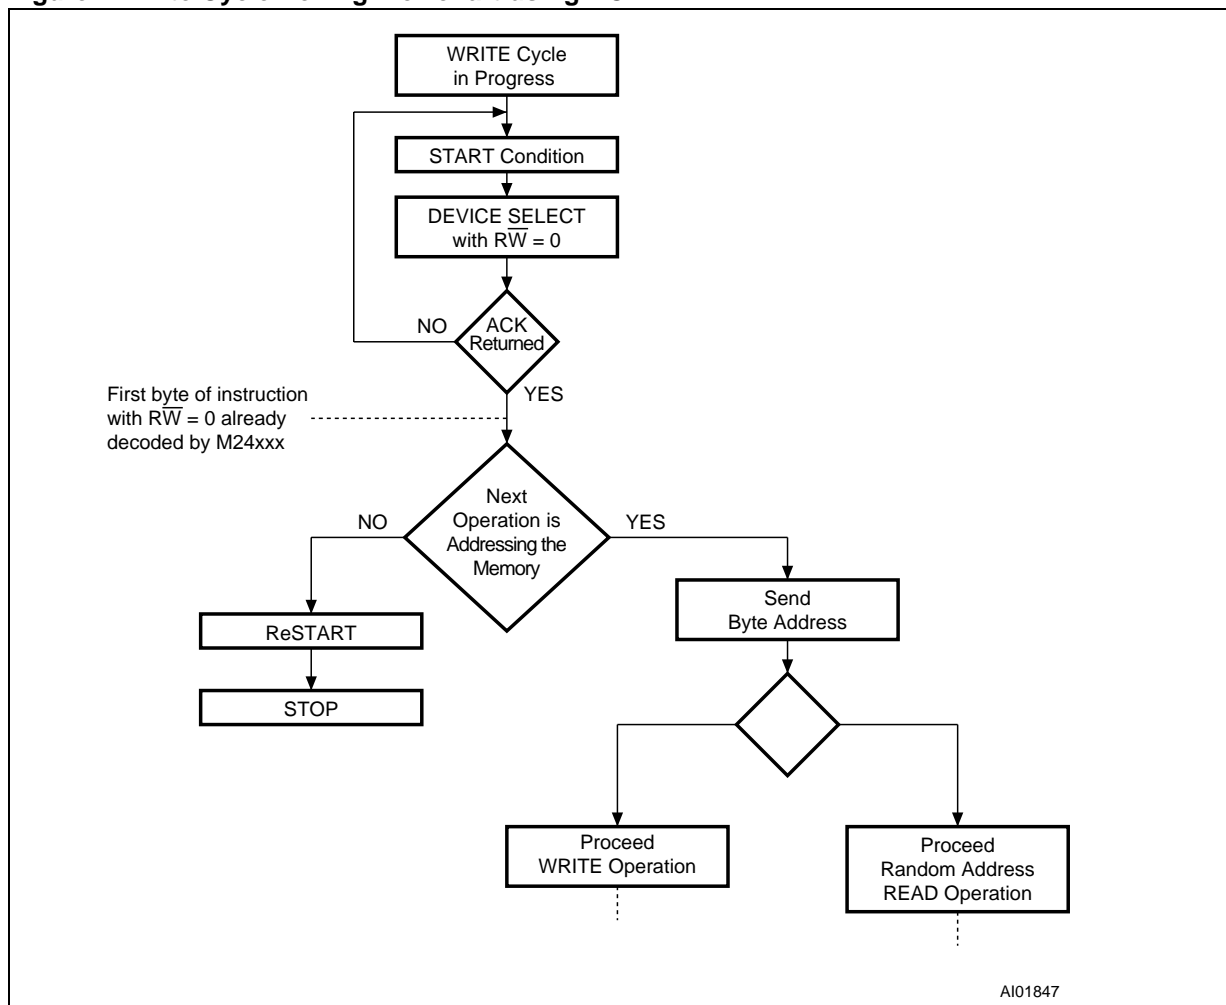 WRITE Cycle
in Progress
START Condition
DEVICE SELECT
with RW̅ = 0
NO
ACK
Returned
YES
First byte of instruction
with RW̅ = 0 already
decoded by M24xxx
Next
Operation is
Addressing the
Memory
NO
YES
Send
Byte Address
ReSTART
STOP
Proceed
WRITE Operation
Proceed
Random Address
READ Operation
AI01847